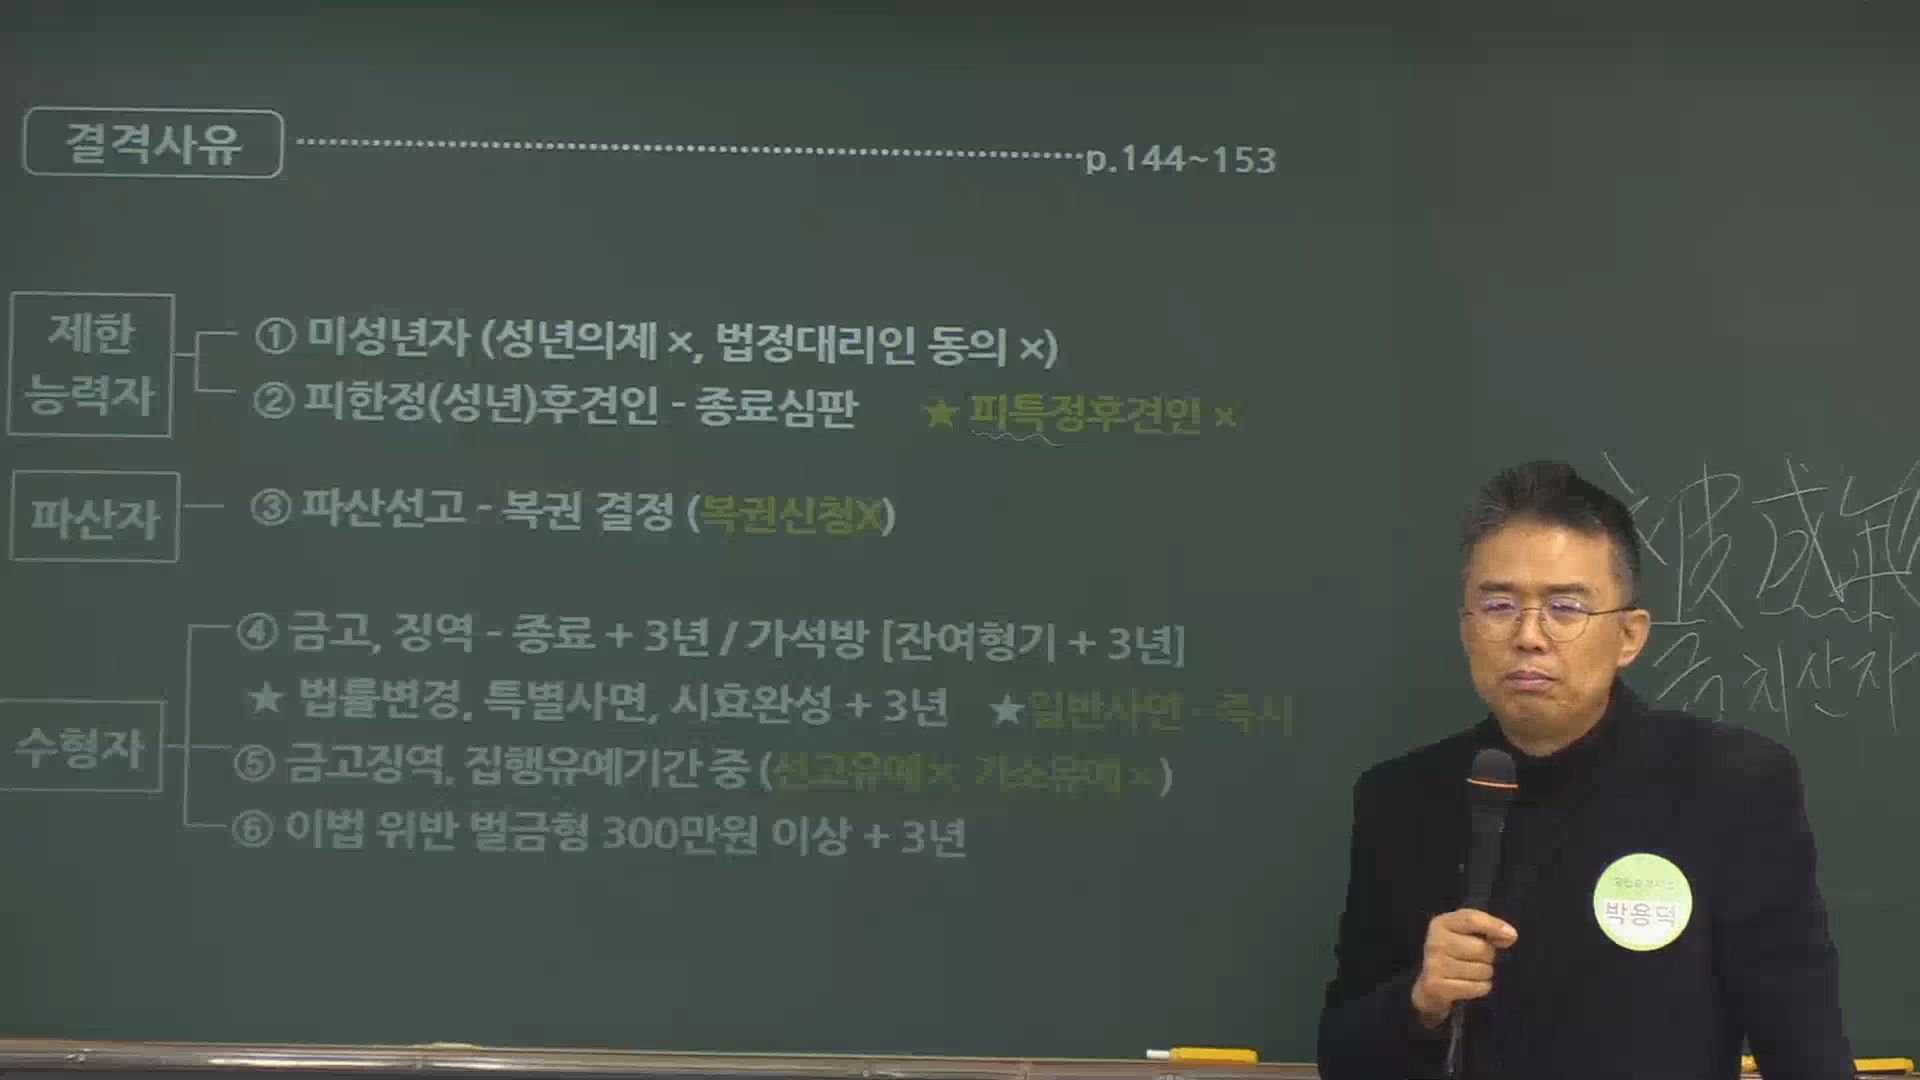 결격사유 p.144~153
제한
능력자
① 미성년자 (성년의제 ×, 법정대리인 동의 ×)
② 피한정(성년)후견인 - 종료심판 ★ 피특정후견인 ×
파산자
③ 파산선고 - 복권 결정 (복권신청X)
수형자
④ 금고, 징역 - 종료 + 3년 / 가석방 [잔여형기 + 3년]
★ 법률변경, 특별사면, 시효완성 + 3년 ★일반사면 - 즉시
⑤ 금고징역, 집행유예기간 중 (선고유예×, 기소유예×)
⑥ 이법 위반 벌금형 300만원 이상 + 3년
被成年
금치산자
박용덕